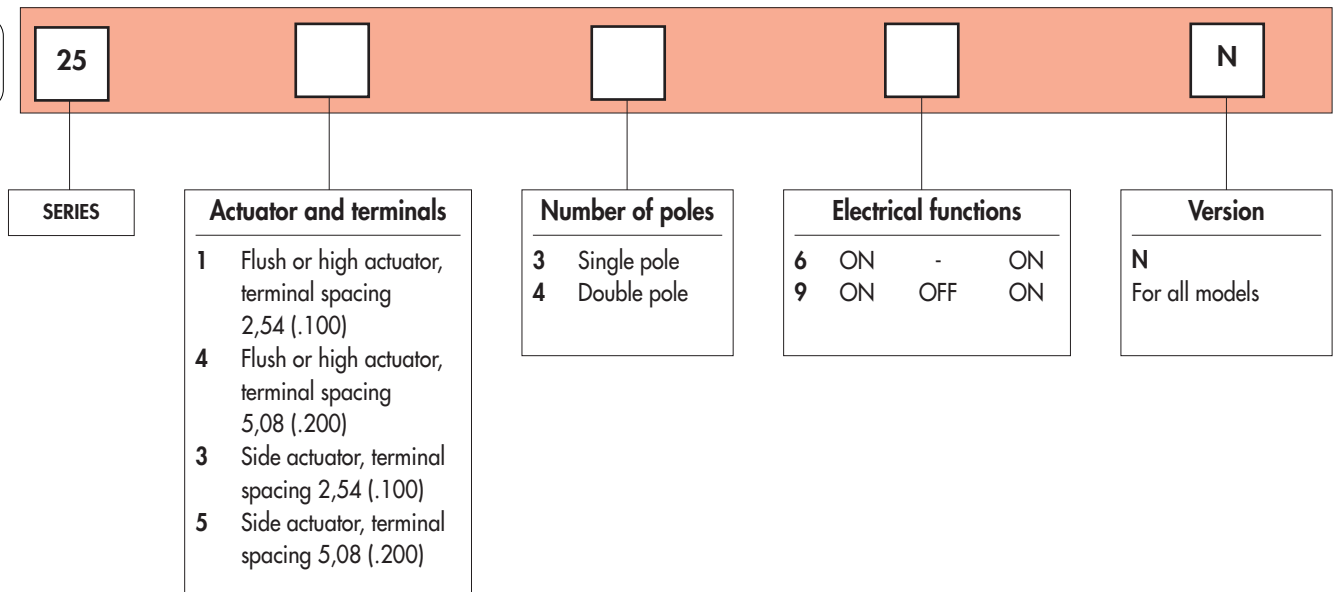 25
N
SERIES
Actuator and terminals
1 Flush or high actuator,
terminal spacing
2,54 (.100)
4 Flush or high actuator,
terminal spacing
5,08 (.200)
3 Side actuator, terminal
spacing 2,54 (.100)
5 Side actuator, terminal
spacing 5,08 (.200)
Number of poles
3 Single pole
4 Double pole
Electrical functions
6 ON - ON
9 ON OFF ON
Version
N
For all models